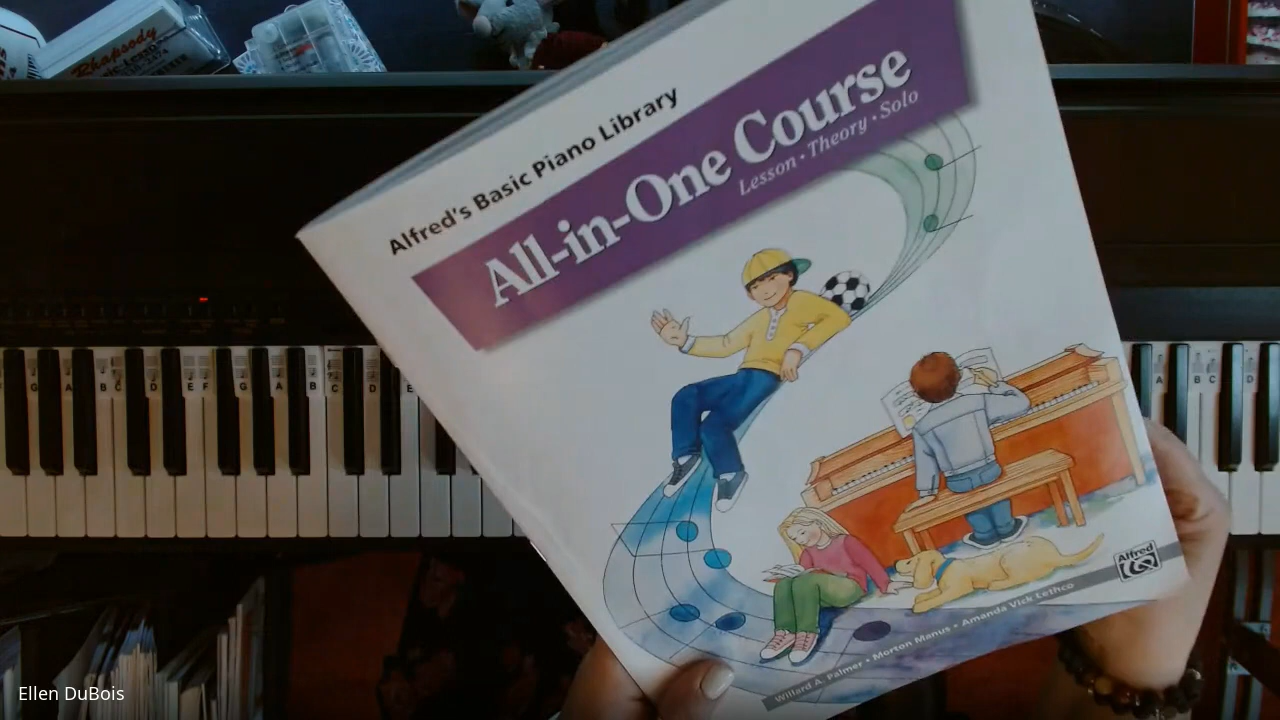 Rhapsody
Alfred's Basic Piano Library
All-in-One Course
Lesson • Theory • Solo
Alfred
Willard A. Palmer • Morton Manus • Amanda Vick Lethco
G A B C D E F G A B C D E
A B C D
Ellen DuBois